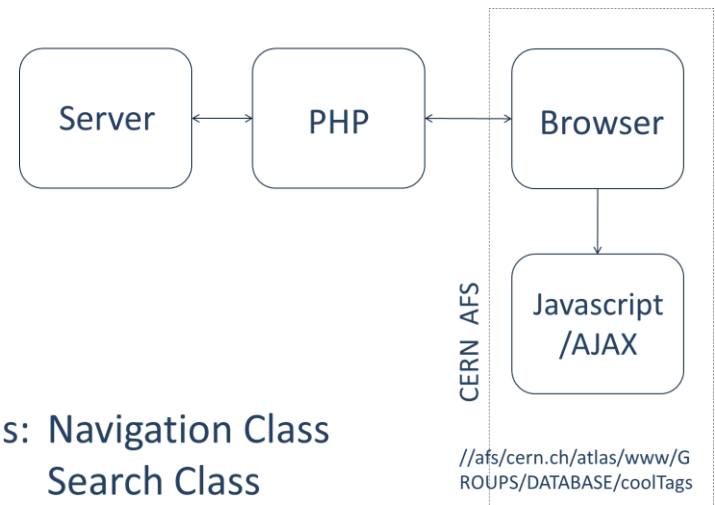 Server
PHP
Browser
Javascript
/AJAX
CERN AFS
s: Navigation Class
Search Class
//afs/cern.ch/atlas/www/G
ROUPS/DATABASE/coolTags